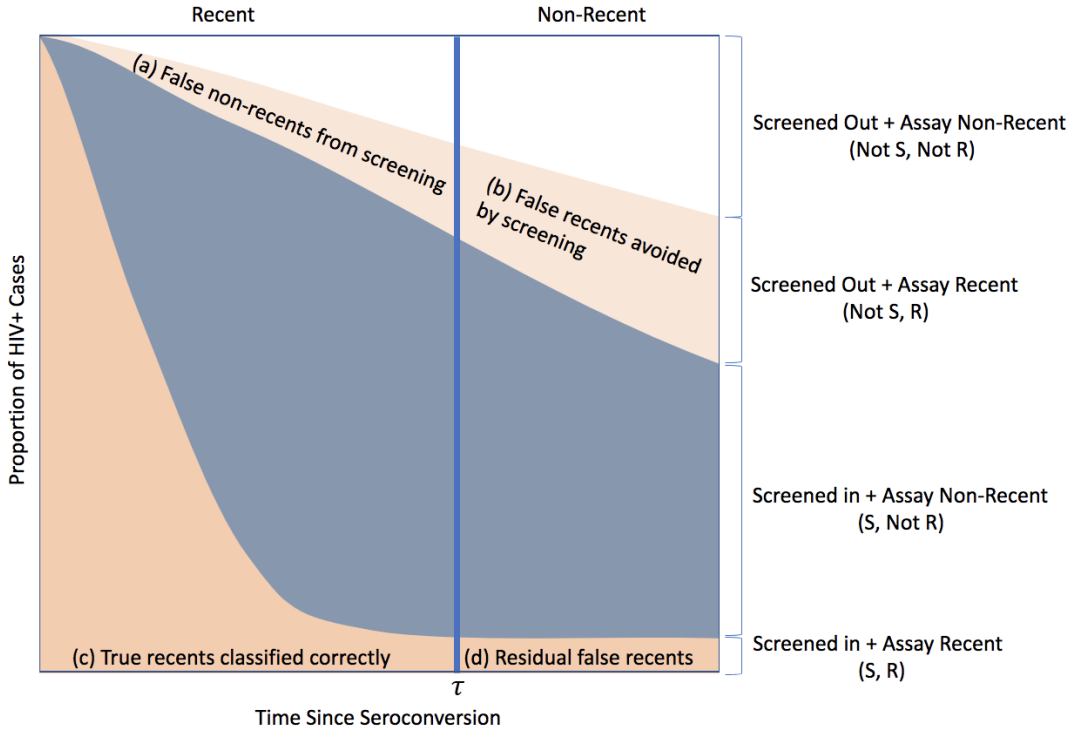 Recent
Non-Recent
(a) False non-recents from screening
(b) False recents avoided
by screening
(c) True recents classified correctly
(d) Residual false recents
Proportion of HIV+ Cases
τ
Time Since Seroconversion
Screened Out + Assay Non-Recent
(Not S, Not R)
Screened Out + Assay Recent
(Not S, R)
Screened in + Assay Non-Recent
(S, Not R)
Screened in + Assay Recent
(S, R)